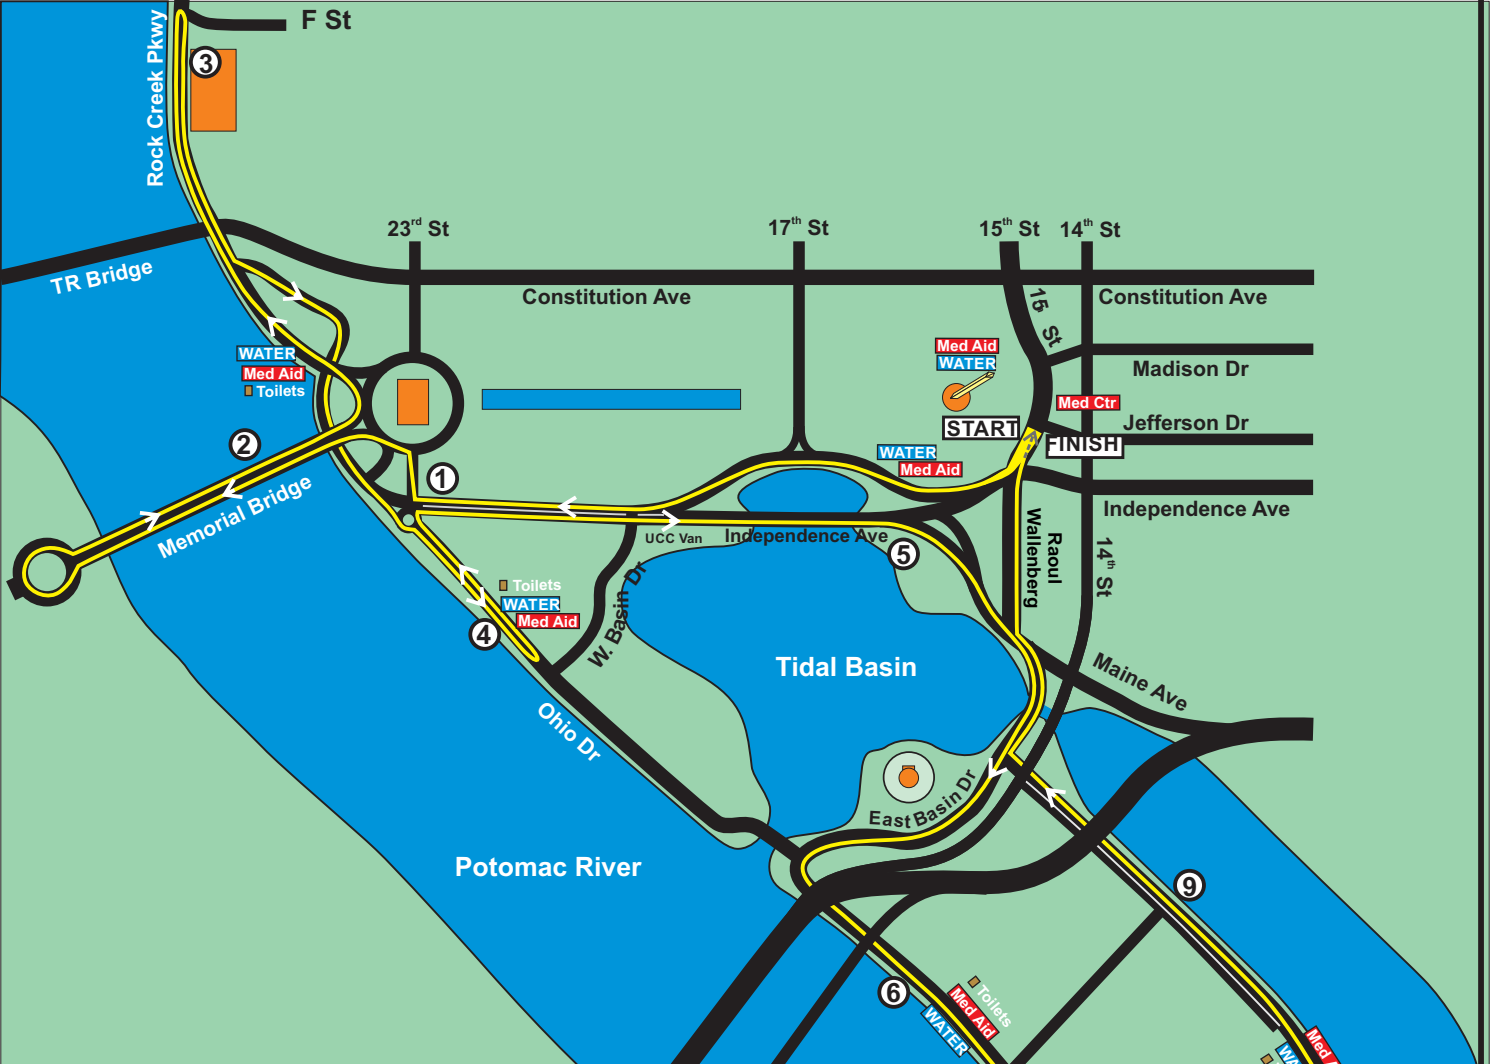 F St
Rock Creek Pkwy
3
23rd St
17th St
15th St
14th St
TR Bridge
Constitution Ave
Constitution Ave
15 St
WATER
Med Aid
Toilets
Med Aid
WATER
Madison Dr
Med Ctr
Jefferson Dr
START
FINISH
2
1
WATER
Med Aid
Memorial Bridge
Independence Ave
UCC Van
Independence Ave
5
Raoul
Wallenberg
14th St
Toilets
WATER
Med Aid
4
W. Basin Dr
Tidal Basin
Maine Ave
Ohio Dr
East Basin Dr
Potomac River
9
6
Toilets
Med Aid
WATER
Med